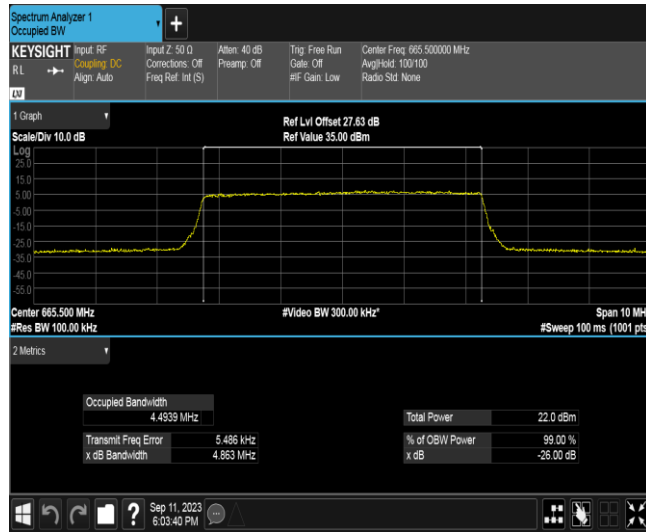 Spectrum Analyzer 1
Occupied BW
+
KEYSIGHT
R L
LXI
Input: RF
Coupling: DC
Align: Auto
Input Z: 50 Ω
Corrections: Off
Freq Ref: Int (S)
Atten: 40 dB
Preamp: Off
Trig: Free Run
Gate: Off
#IF Gain: Low
Center Freq: 665.500000 MHz
Avg|Hold: 100/100
Radio Std: None
1 Graph
Scale/Div 10.0 dB
Ref Lvl Offset 27.63 dB
Ref Value 35.00 dBm
Log
25.0
15.0
5.00
-5.00
-15.0
-25.0
-35.0
-45.0
-55.0
Center 665.500 MHz
#Video BW 300.00 kHz*
Span 10 MH
#Res BW 100.00 kHz
#Sweep 100 ms (1001 pts
2 Metrics
Occupied Bandwidth
4.4939 MHz
Total Power 22.0 dBm
Transmit Freq Error 5.486 kHz
% of OBW Power 99.00 %
x dB Bandwidth 4.863 MHz
x dB -26.00 dB
?
Sep 11, 2023
6:03:40 PM